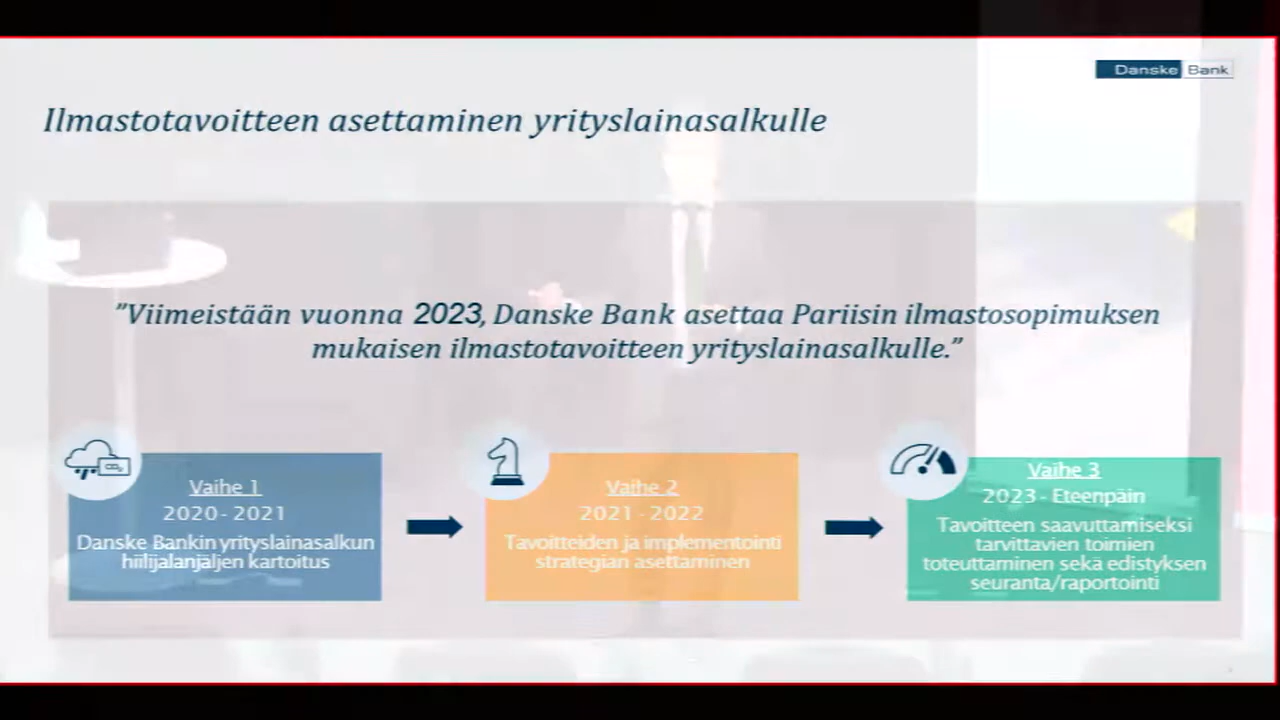 Danske Bank
Ilmastotavoitteen asettaminen yrityslainasalkulle
”Viimeistään vuonna 2023, Danske Bank asettaa Pariisin ilmastosopimuksen
mukaisen ilmastotavoitteen yrityslainasalkulle.”
CO₂
Vaihe 1
2020 - 2021
Danske Bankin yrityslainasalkun
hiilijalanjäljen kartoitus
Vaihe 2
2021 - 2022
Tavoitteiden ja implementointi
strategian asettaminen
Vaihe 3
2023 - Eteenpäin
Tavoitteen saavuttamiseksi
tarvittavien toimien
toteuttaminen sekä edistyksen
seuranta/raportointi